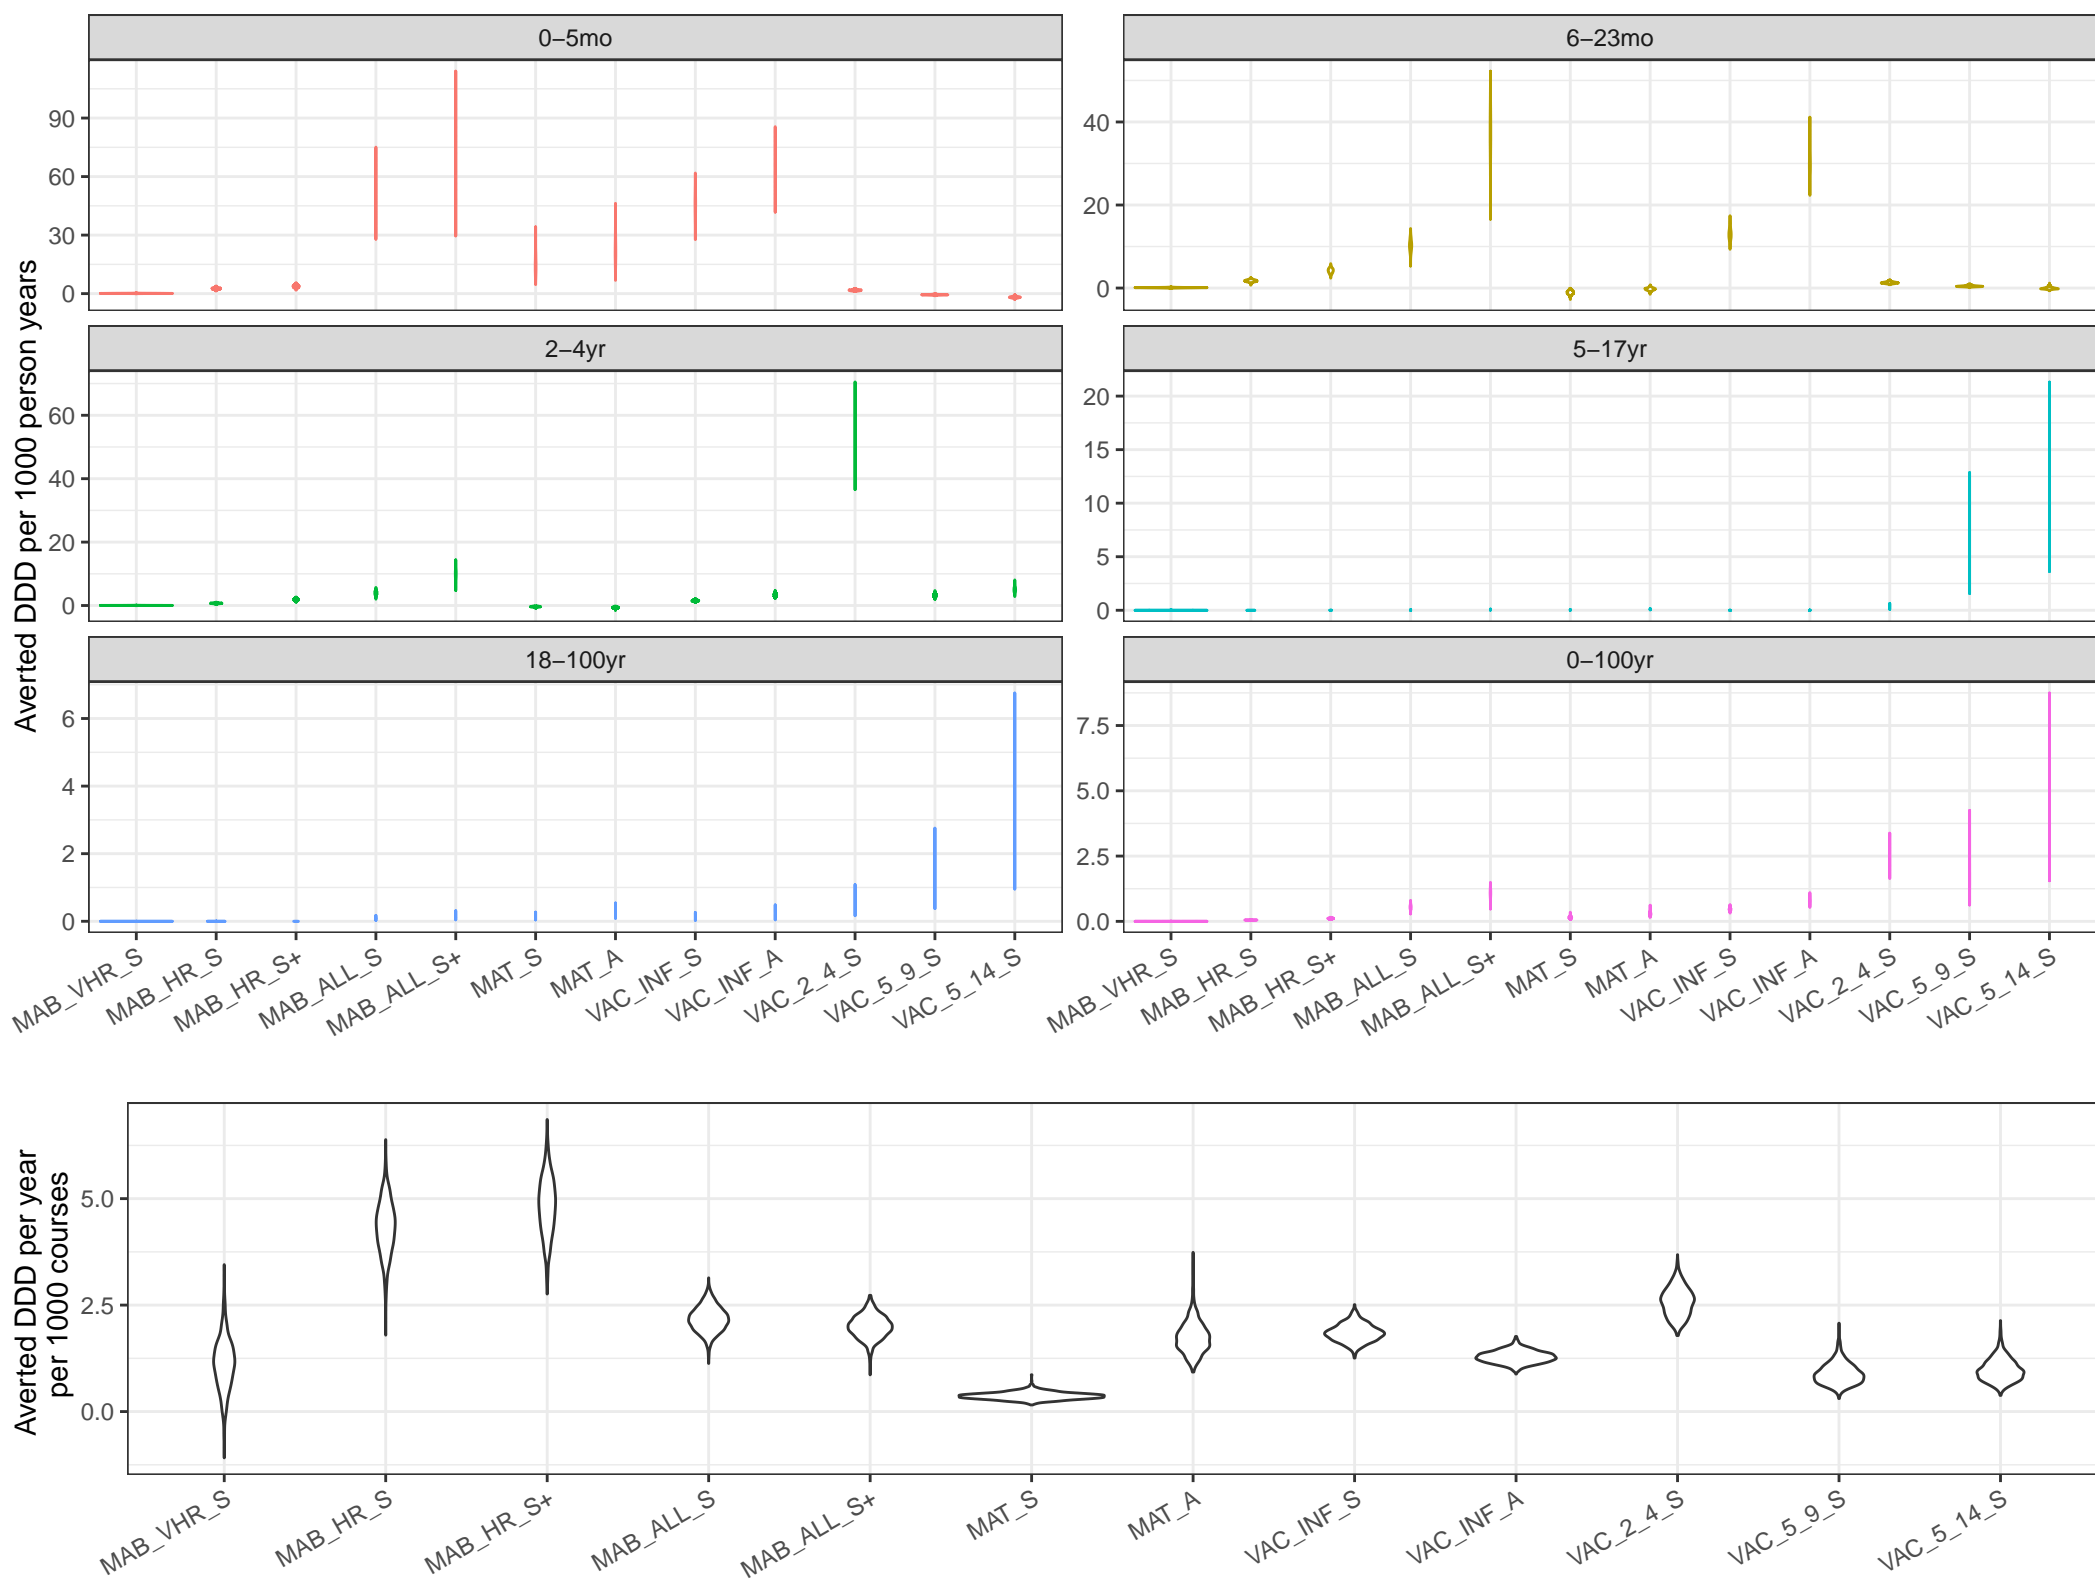 0–5mo
6–23mo
90
60
30
0
40
20
0
2–4yr
5–17yr
60
40
20
0
20
15
10
5
0
18–100yr
0–100yr
6
4
2
0
7.5
5.0
2.5
0.0
Averted DDD per 1000 person years
MAB_VHR_S
MAB_HR_S
MAB_HR_S+
MAB_ALL_S
MAB_ALL_S+
MAT_S
MAT_A
VAC_INF_S
VAC_INF_A
VAC_2_4_S
VAC_5_9_S
VAC_5_14_S
MAB_VHR_S
MAB_HR_S
MAB_HR_S+
MAB_ALL_S
MAB_ALL_S+
MAT_S
MAT_A
VAC_INF_S
VAC_INF_A
VAC_2_4_S
VAC_5_9_S
VAC_5_14_S
Averted DDD per year
per 1000 courses
5.0
2.5
0.0
MAB_VHR_S
MAB_HR_S
MAB_HR_S+
MAB_ALL_S
MAB_ALL_S+
MAT_S
MAT_A
VAC_INF_S
VAC_INF_A
VAC_2_4_S
VAC_5_9_S
VAC_5_14_S